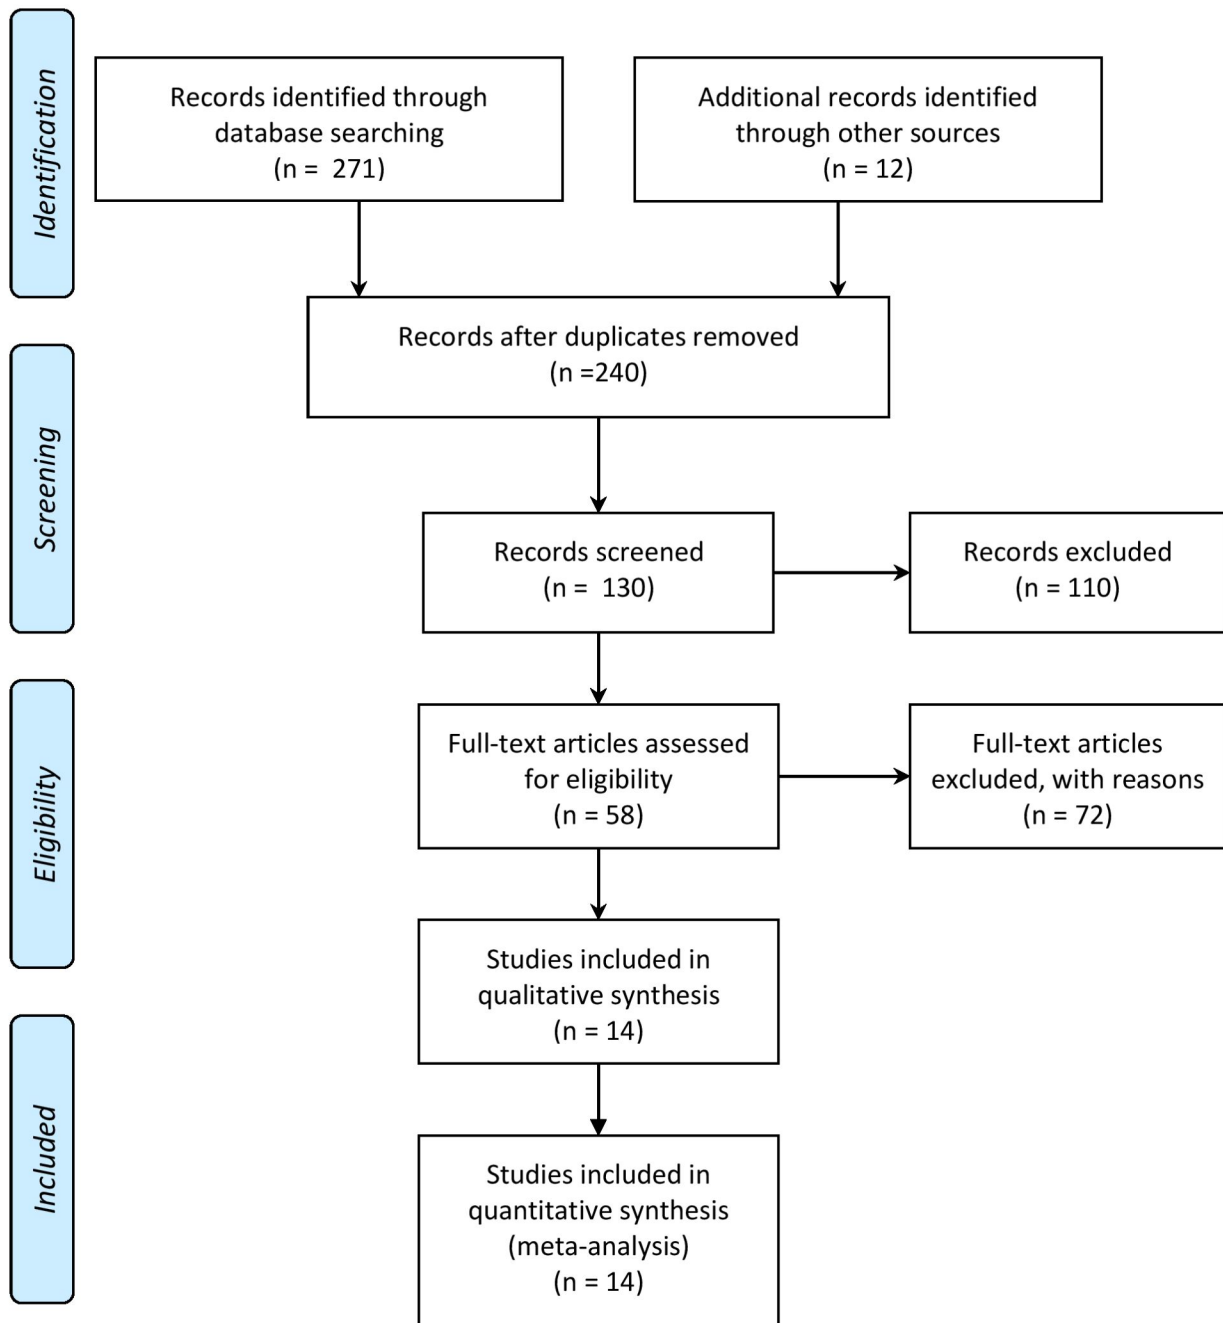 Identification
Records identified through
database searching
(n =  271)
Additional records identified
through other sources
(n = 12)
Records after duplicates removed
(n =240)
Screening
Records screened
(n =  130)
Records excluded
(n = 110)
Eligibility
Full-text articles assessed
for eligibility
(n = 58)
Full-text articles
excluded, with reasons
(n = 72)
Studies included in
qualitative synthesis
(n = 14)
Included
Studies included in
quantitative synthesis
(meta-analysis)
(n = 14)